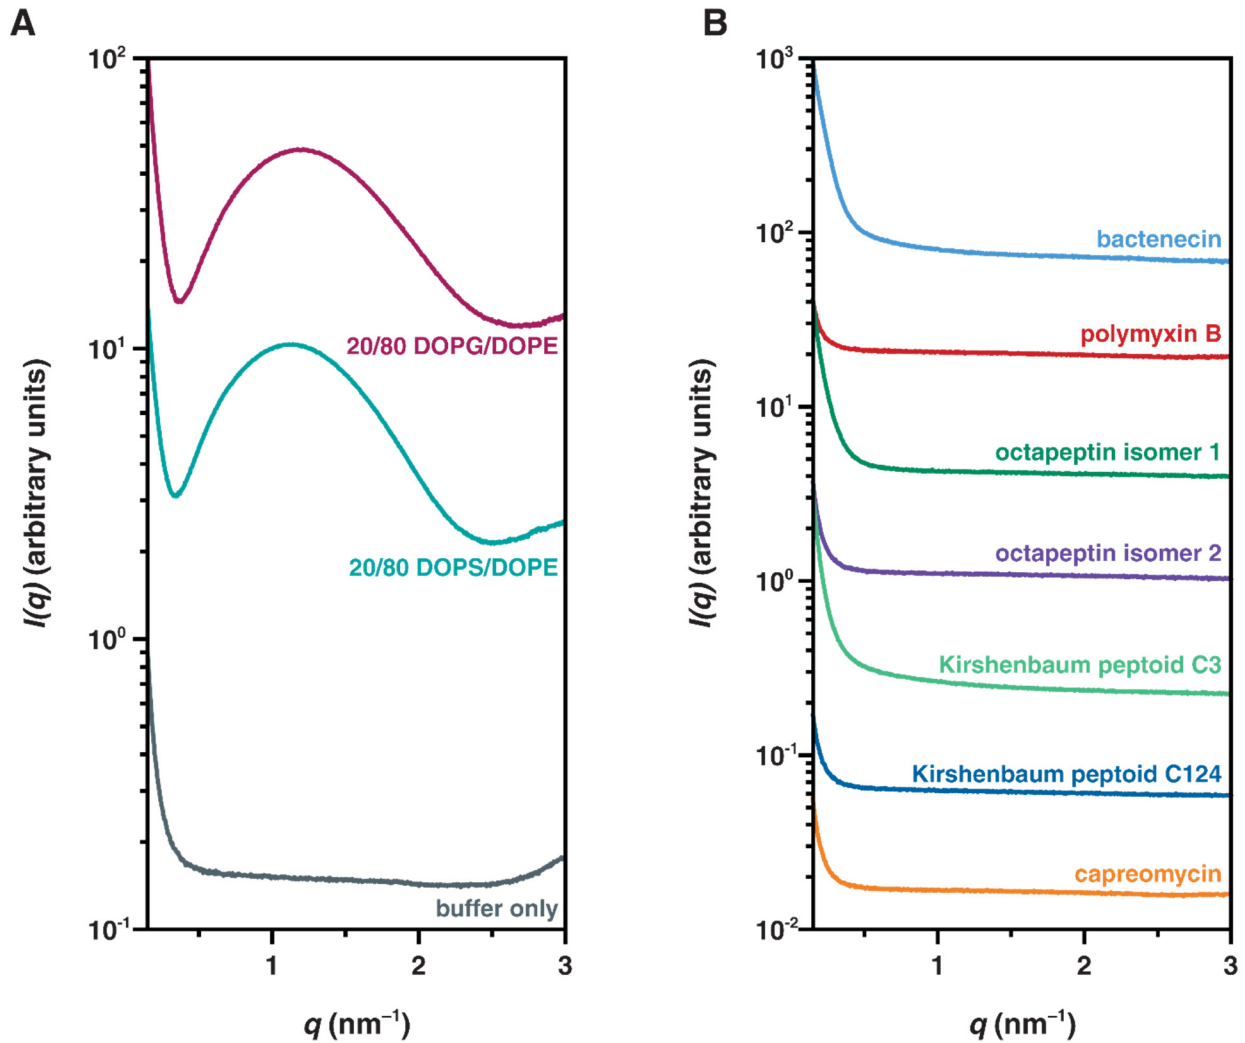 A
10²
10¹
10⁰
10⁻¹
I(q) (arbitrary units)
20/80 DOPG/DOPE
20/80 DOPS/DOPE
buffer only
1
2
3
q (nm⁻¹)
B
10³
10²
10¹
10⁰
10⁻¹
10⁻²
I(q) (arbitrary units)
bactenecin
polymyxin B
octapeptin isomer 1
octapeptin isomer 2
Kirshenbaum peptoid C3
Kirshenbaum peptoid C124
capreomycin
1
2
3
q (nm⁻¹)